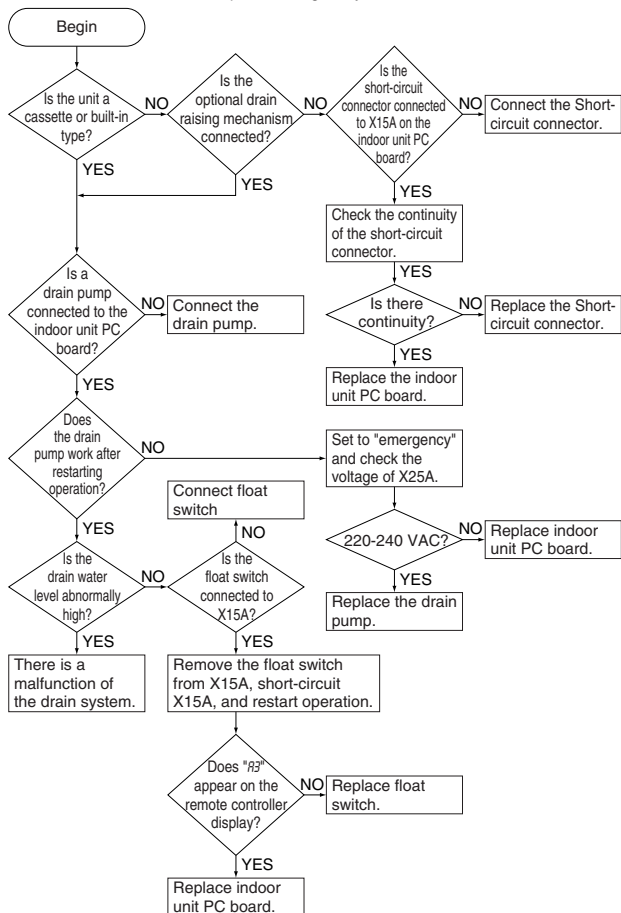 Begin
Is the unit a
cassette or built-in
type?
NO
YES
Is the
optional drain
raising mechanism
connected?
NO
YES
Is the
short-circuit
connector connected
to X15A on the
indoor unit PC
board?
NO
Connect the Short-
circuit connector.
YES
Check the continuity
of the short-circuit
connector.
YES
Is there
continuity?
NO
Replace the Short-
circuit connector.
YES
Replace the indoor
unit PC board.
Is a
drain pump
connected to the
indoor unit PC
board?
NO
Connect the
drain pump.
YES
Does
the drain
pump work after
restarting
operation?
NO
Set to "emergency"
and check the
voltage of X25A.
220-240 VAC?
NO
Replace indoor
unit PC board.
YES
Replace the drain
pump.
YES
Is the
drain water
level abnormally
high?
NO
YES
There is a
malfunction of
the drain system.
Is the
float switch
connected to
X15A?
NO
Connect float
switch
YES
Remove the float switch
from X15A, short-circuit
X15A, and restart operation.
Does "A3"
appear on the
remote controller
display?
NO
Replace float
switch.
YES
Replace indoor
unit PC board.